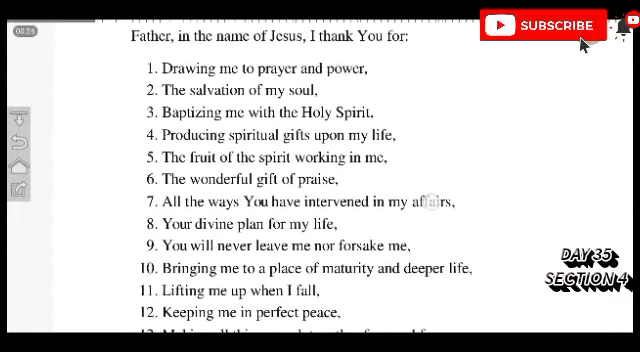 00:25
SUBSCRIBE
Father, in the name of Jesus, I thank You for:
1. Drawing me to prayer and power,
2. The salvation of my soul,
3. Baptizing me with the Holy Spirit,
4. Producing spiritual gifts upon my life,
5. The fruit of the spirit working in me,
6. The wonderful gift of praise,
7. All the ways You have intervened in my affairs,
8. Your divine plan for my life,
9. You will never leave me nor forsake me,
10. Bringing me to a place of maturity and deeper life,
11. Lifting me up when I fall,
12. Keeping me in perfect peace,
DAY 35
SECTION 4